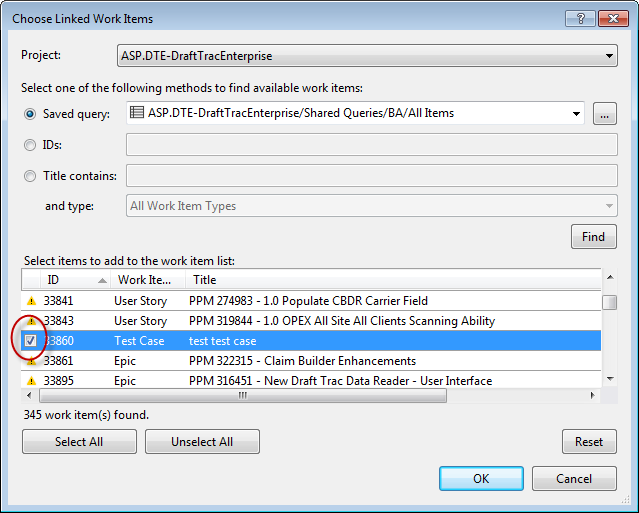 Choose Linked Work Items
Project: ASP.DTE-DraftTracEnterprise
Select one of the following methods to find available work items:
Saved query: ASP.DTE-DraftTracEnterprise/Shared Queries/BA/All Items ...
IDs:
Title contains:
and type: All Work Item Types
Find
Select items to add to the work item list:
ID Work Ite... Title
33841 User Story PPM 274983 - 1.0 Populate CBDR Carrier Field
33843 User Story PPM 319844 - 1.0 OPEX All Site All Clients Scanning Ability
33860 Test Case test test case
33861 Epic PPM 322315 - Claim Builder Enhancements
33895 Epic PPM 316451 - New Draft Trac Data Reader - User Interface
345 work item(s) found.
Select All Unselect All Reset
OK Cancel